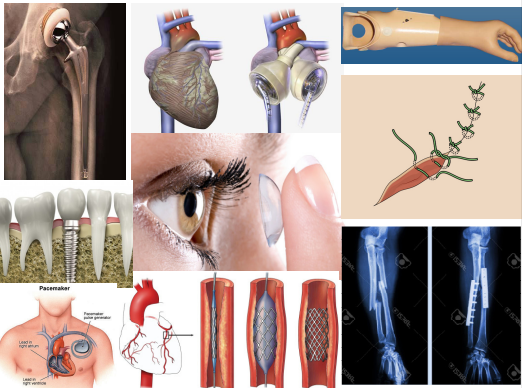 Pacemaker
Pacemaker
pulse generator
Lead in
right atrium
Lead in
right ventricle